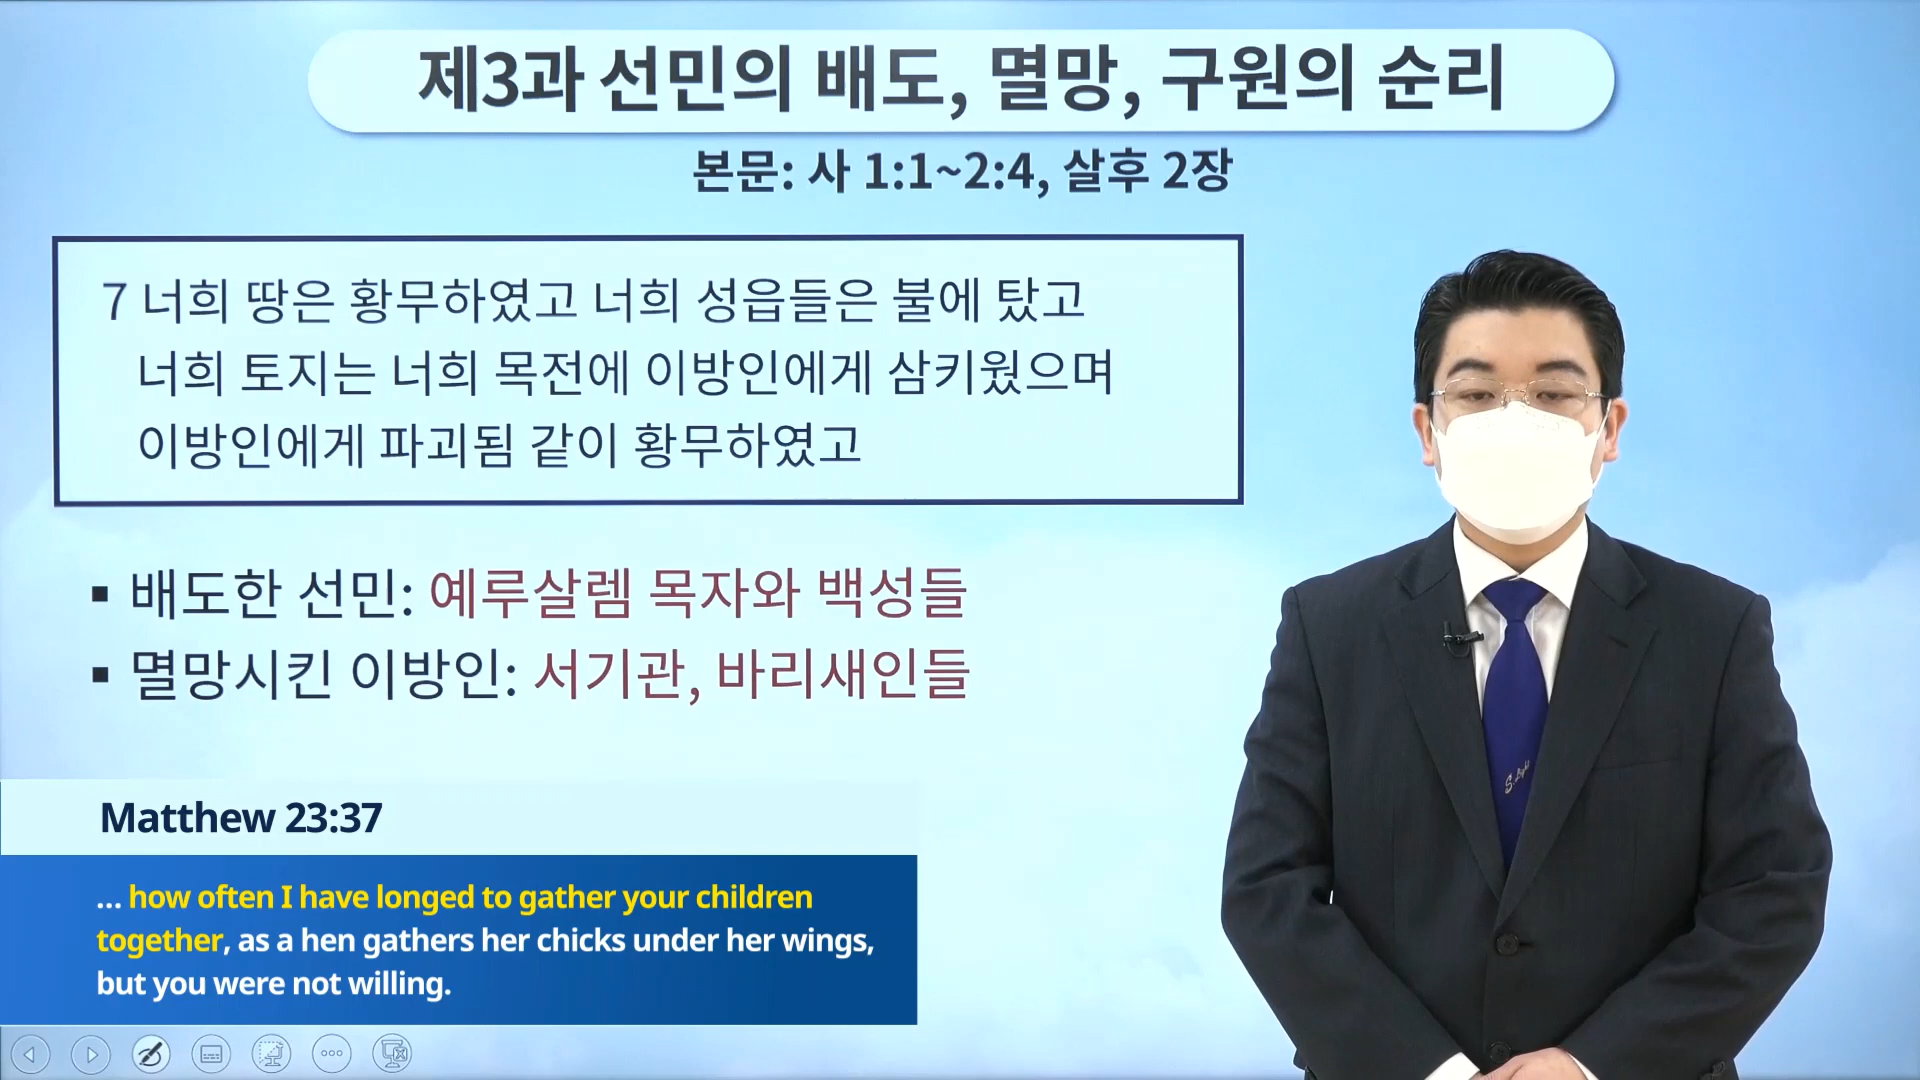 제3과 선민의 배도, 멸망, 구원의 순리
본문: 사 1:1~2:4, 살후 2장
7 너희 땅은 황무하였고 너희 성읍들은 불에 탔고
너희 토지는 너희 목전에 이방인에게 삼키웠으며
이방인에게 파괴됨 같이 황무하였고
▪ 배도한 선민: 예루살렘 목자와 백성들
▪ 멸망시킨 이방인: 서기관, 바리새인들
Matthew 23:37
... how often I have longed to gather your children
together, as a hen gathers her chicks under her wings,
but you were not willing.
S. Light